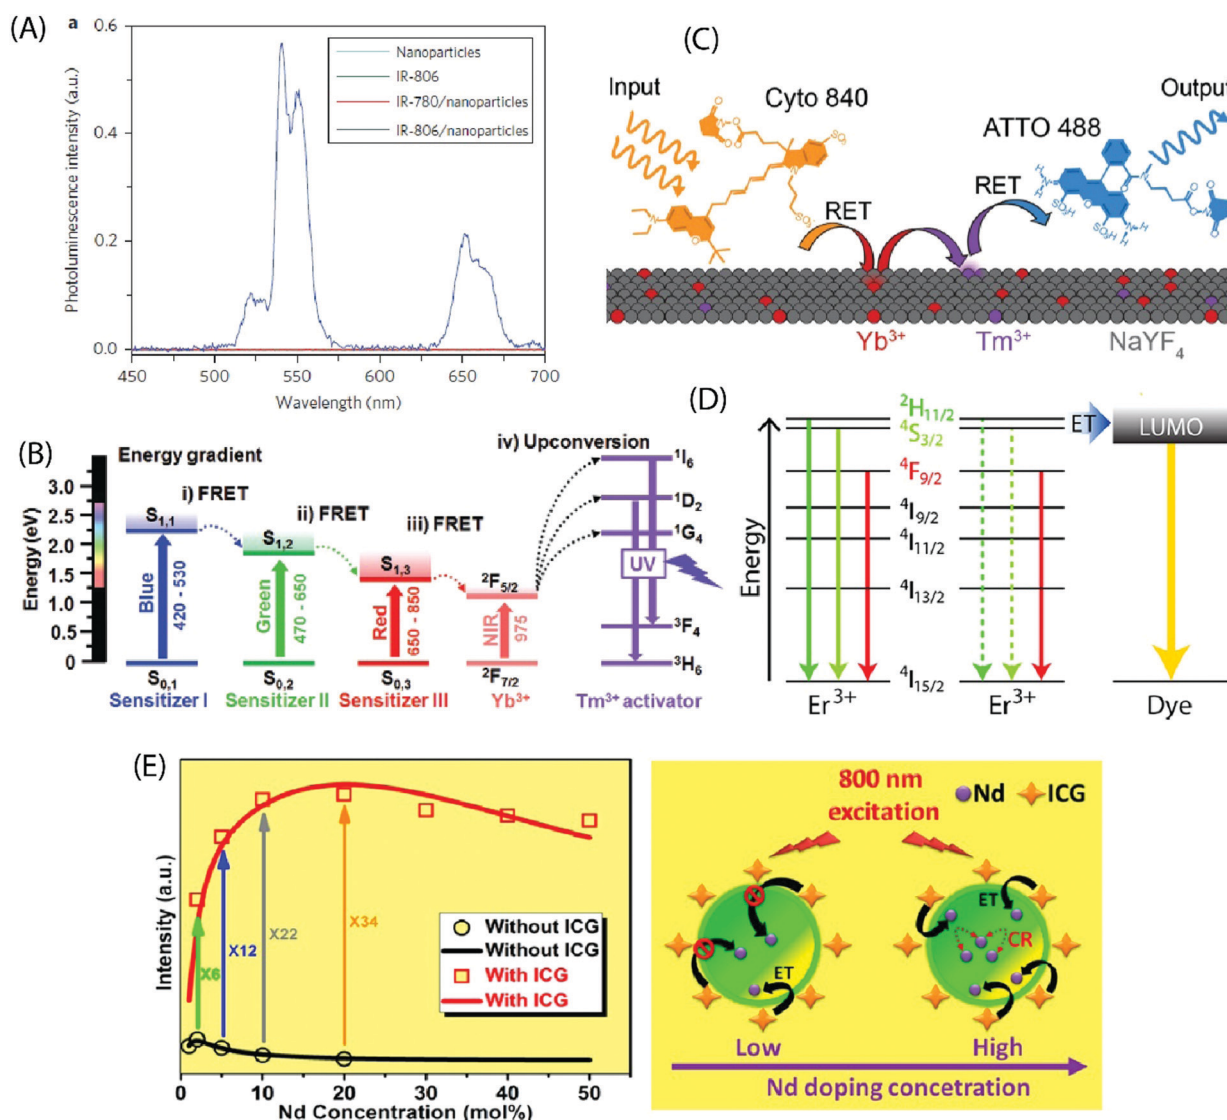 (A)
a
0.6
0.4
0.2
0.0
Photoluminescence intensity (a.u.)
Nanoparticles
IR-806
IR-780/nanoparticles
IR-806/nanoparticles
450 500 550 600 650 700
Wavelength (nm)
(C)
Input
Cyto 840
Output
ATTO 488
RET
RET
Yb³⁺
Tm³⁺
NaYF₄
(B)
Energy gradient
iv) Upconversion
i) FRET
ii) FRET
iii) FRET
Energy (eV)
3.0
2.5
2.0
1.5
1.0
0.5
0
S₁,₁
S₁,₂
S₁,₃
²F₅/₂
Blue
420 - 530
Green
470 - 650
Red
650 - 850
NIR
975
S₀,₁
S₀,₂
S₀,₃
²F₇/₂
Sensitizer I
Sensitizer II
Sensitizer III
Yb³⁺
¹I₆
¹D₂
¹G₄
UV
³F₄
³H₆
Tm³⁺ activator
(D)
Energy
²H₁₁/₂
⁴S₃/₂
⁴F₉/₂
⁴I₉/₂
⁴I₁₁/₂
⁴I₁₃/₂
⁴I₁₅/₂
ET
LUMO
Er³⁺
Er³⁺
Dye
(E)
Intensity (a.u.)
X6
X12
X22
X34
Without ICG
Without ICG
With ICG
With ICG
0 10 20 30 40 50
Nd Concentration (mol%)
800 nm
excitation
Nd
ICG
ET
ET
CR
Low
High
Nd doping concetration